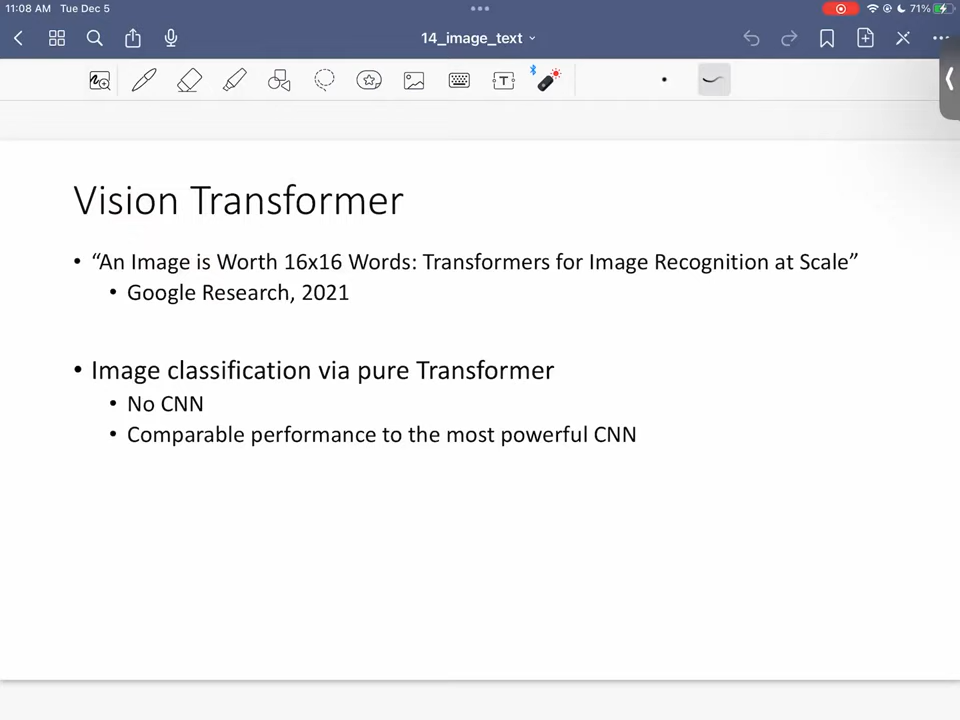 11:08 AM Tue Dec 5
71%
14_image_text
T
Vision Transformer
• “An Image is Worth 16x16 Words: Transformers for Image Recognition at Scale”
• Google Research, 2021
• Image classification via pure Transformer
• No CNN
• Comparable performance to the most powerful CNN